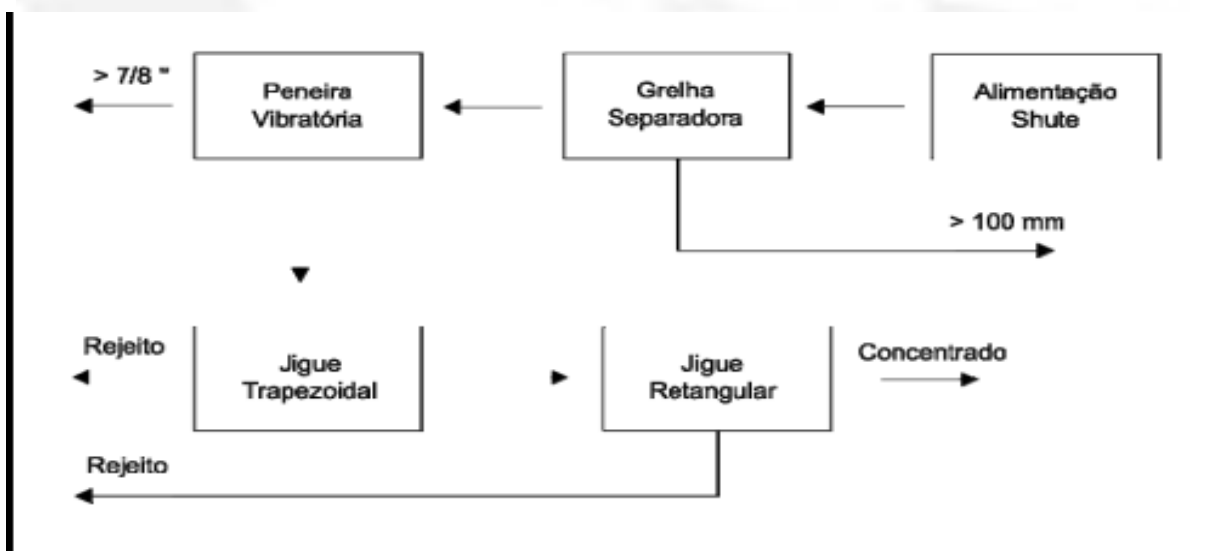 > 7/8 "
Peneira
Vibratória
Grelha
Separadora
Alimentação
Shute
> 100 mm
Rejeito
Jigue
Trapezoidal
Jigue
Retangular
Concentrado
Rejeito